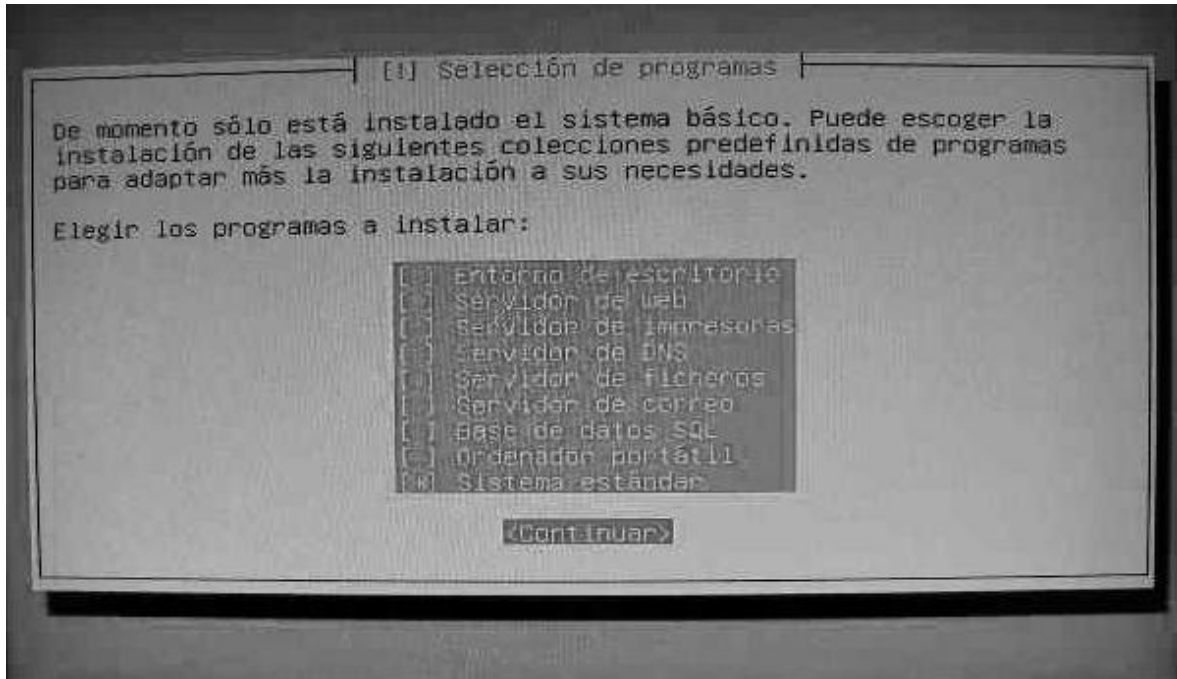 [!] Selección de programas
De momento sólo está instalado el sistema básico. Puede escoger la
instalación de las siguientes colecciones predefinidas de programas
para adaptar más la instalación a sus necesidades.
Elegir los programas a instalar:
[ ] Entorno de escritorio
[ ] Servidor de web
[ ] Servidor de impresoras
[ ] Servidor de DNS
[ ] Servidor de ficheros
[ ] Servidor de correo
[ ] Base de datos SQL
[ ] Ordenador portátil
[*] Sistema estándar
<Continuar>